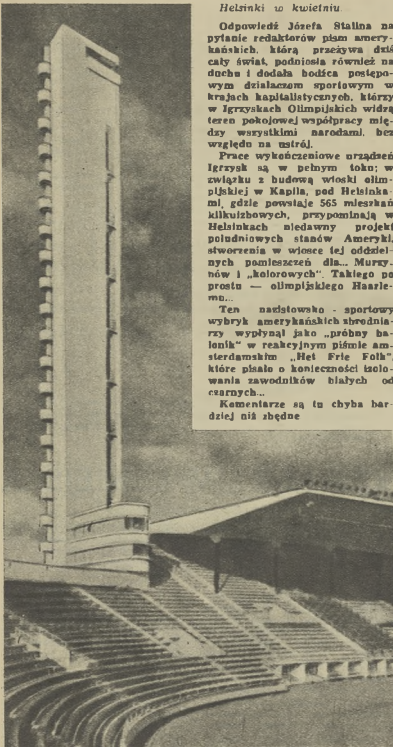 Helsinki w kwietniu
Odpowiedź Józefa Stalina na
pytanie redaktorów pism amery-
kańskich, którą przeżywa dziś
cały świat, podniosła również na
duchu i dodała bodźca postępo-
wym działaczom sportowym w
krajach kapitalistycznych, którzy
w Igrzyskach Olimpijskich widzą
teren pokojowej współpracy mię-
dzy wszystkimi narodami, bez
względu na ustrój.
Prace wykończeniowe urządzeń
Igrzysk są w pełnym toku; w
związku z budową wioski olim-
pijskiej w Kapila, pod Helsinka-
mi, gdzie powstaje 565 mieszkań
kilkuizbowych, przypominają w
Helsinkach niedawny projekt
południowych stanów Ameryki,
stworzenia w wiosce tej oddziel-
nych pomieszczeń dla... Murzy-
nów i „kolorowych". Takiego po
prostu — olimpijskiego Haarle-
mu...
Ten nazistowsko - sportowy
wybryk amerykańskich zbrodnia-
rzy wypłynął jako „próbny ba-
lonik" w reakcyjnym piśmie am-
sterdamskim „Het Frie Folk",
które pisało o konieczności izolo-
wania zawodników białych od
czarnych...
Komentarze są tu chyba bar-
dziej niż zbędne